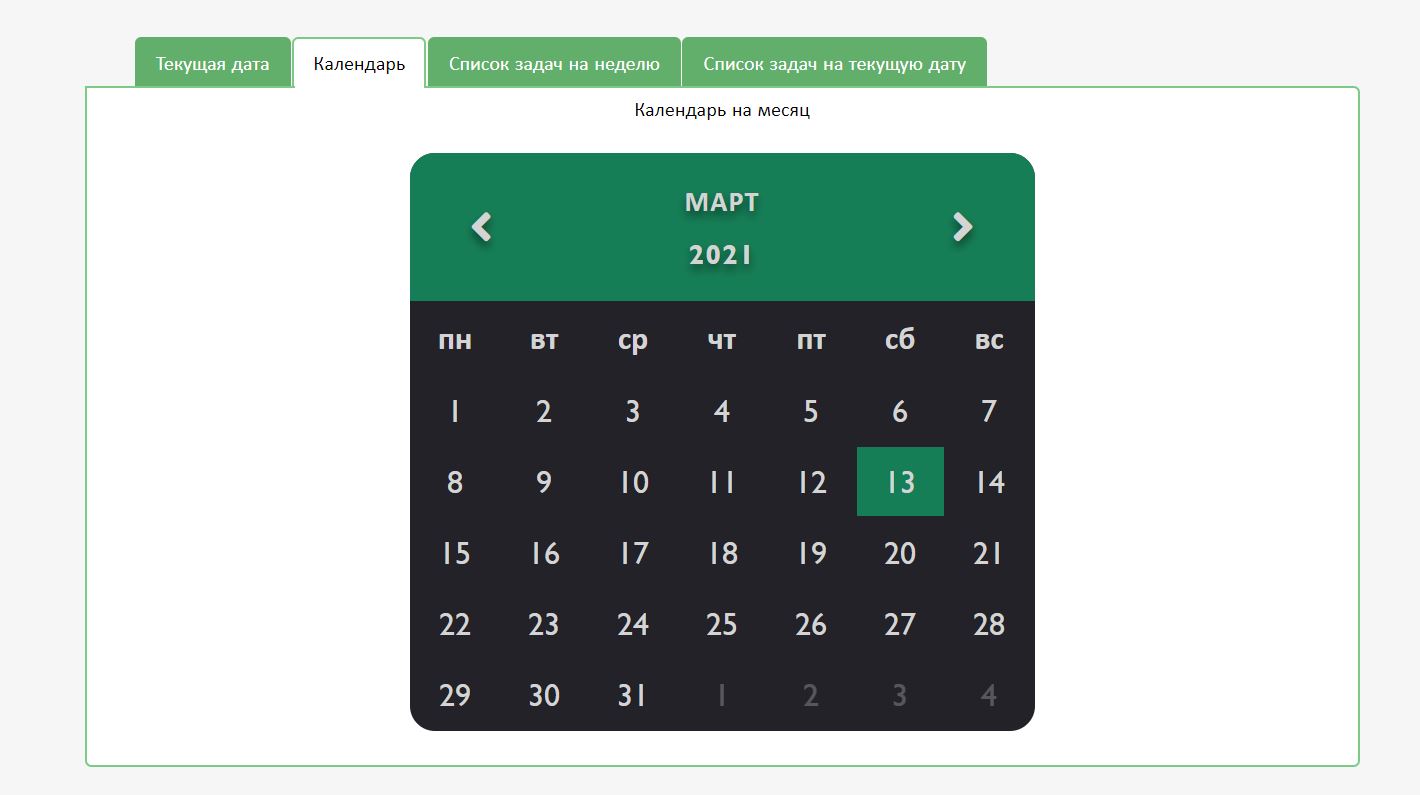 Текущая дата Календарь Список задач на неделю Список задач на текущую дату
Календарь на месяц
МАРТ
2021
пн вт ср чт пт сб вс
1 2 3 4 5 6 7
8 9 10 11 12 13 14
15 16 17 18 19 20 21
22 23 24 25 26 27 28
29 30 31 1 2 3 4